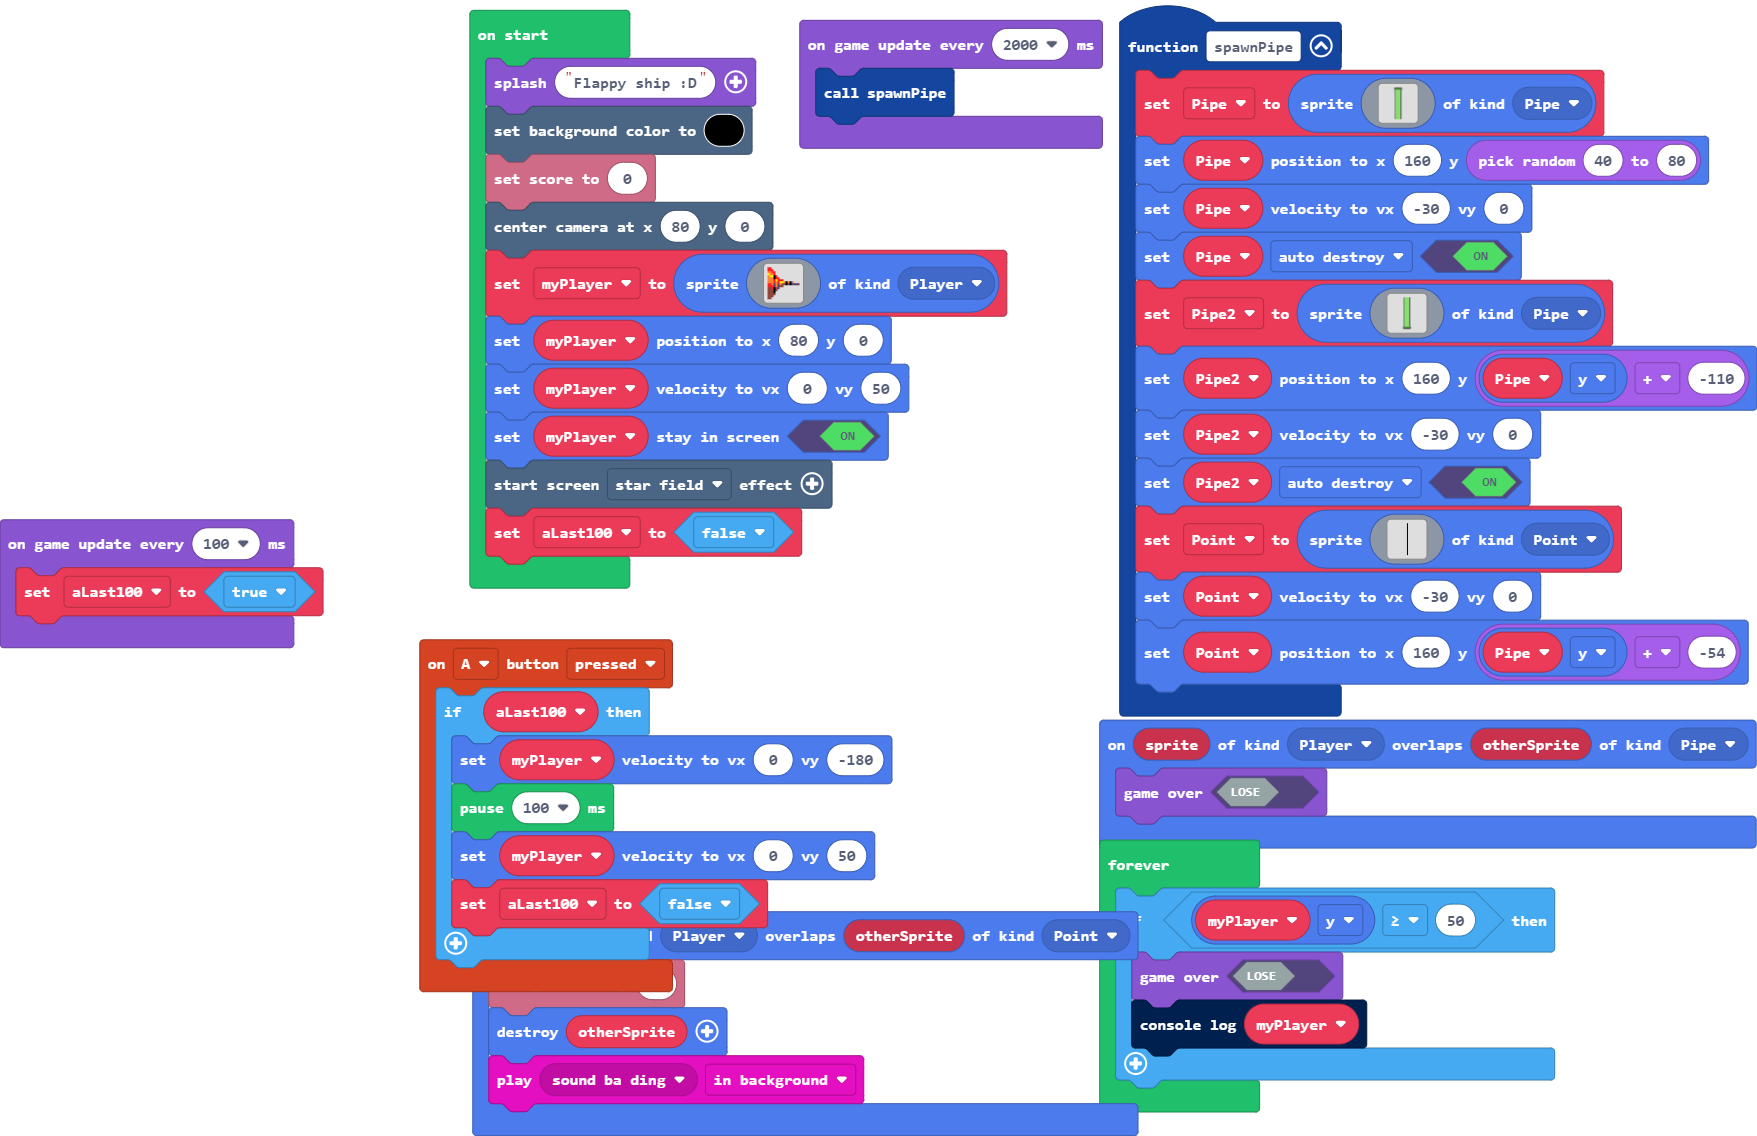 on start
splash "Flappy ship :D"
set background color to
set score to 0
center camera at x 80 y 0
set myPlayer to sprite of kind Player
set myPlayer position to x 80 y 0
set myPlayer velocity to vx 0 vy 50
set myPlayer stay in screen ON
start screen star field effect
set aLast100 to false
on game update every 2000 ms
call spawnPipe
function spawnPipe
set Pipe to sprite of kind Pipe
set Pipe position to x 160 y pick random 40 to 80
set Pipe velocity to vx -30 vy 0
set Pipe auto destroy ON
set Pipe2 to sprite of kind Pipe
set Pipe2 position to x 160 y Pipe y + -110
set Pipe2 velocity to vx -30 vy 0
set Pipe2 auto destroy ON
set Point to sprite of kind Point
set Point velocity to vx -30 vy 0
set Point position to x 160 y Pipe y + -54
on game update every 100 ms
set aLast100 to true
on A button pressed
if aLast100 then
set myPlayer velocity to vx 0 vy -180
pause 100 ms
set myPlayer velocity to vx 0 vy 50
set aLast100 to false
Player overlaps otherSprite of kind Point
destroy otherSprite
play sound ba ding in background
on sprite of kind Player overlaps otherSprite of kind Pipe
game over LOSE
forever
myPlayer y ≥ 50 then
game over LOSE
console log myPlayer